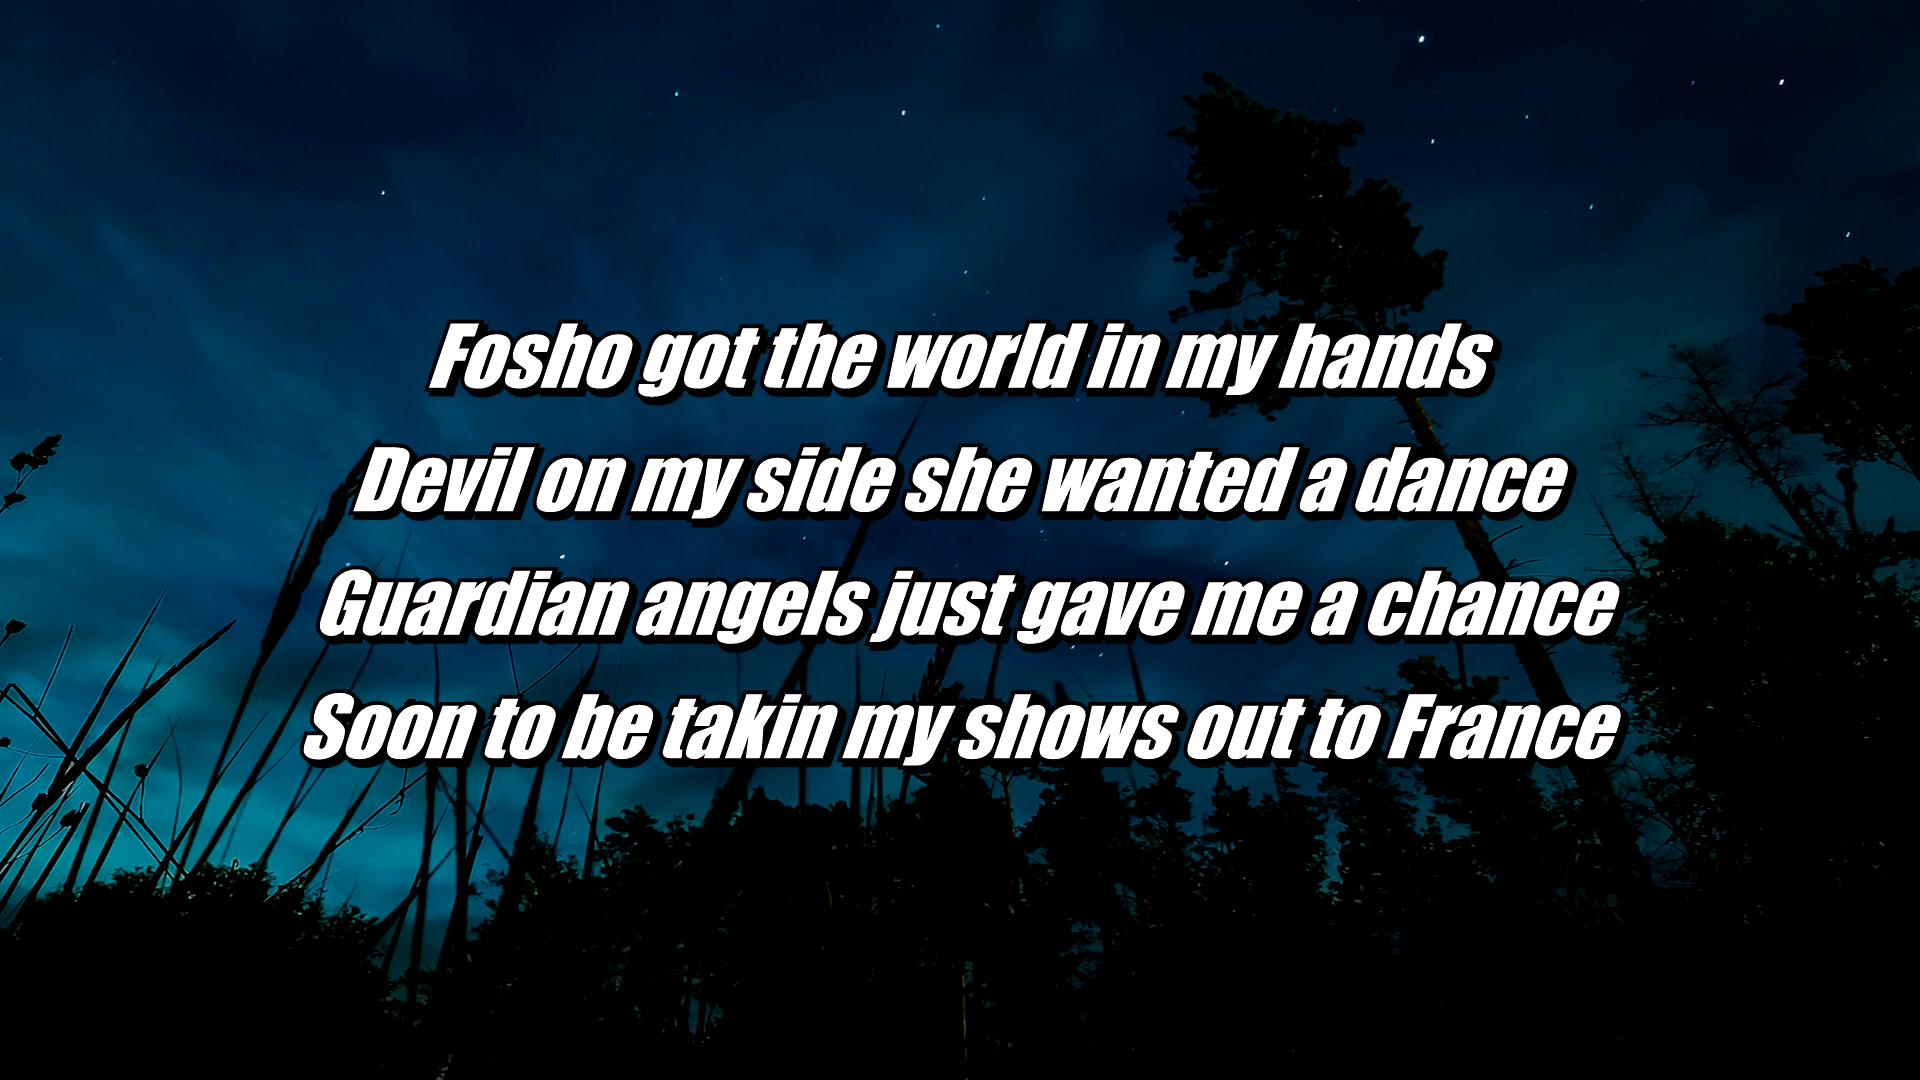 Fosho got the world in my hands
Devil on my side she wanted a dance
Guardian angels just gave me a chance
Soon to be takin my shows out to France